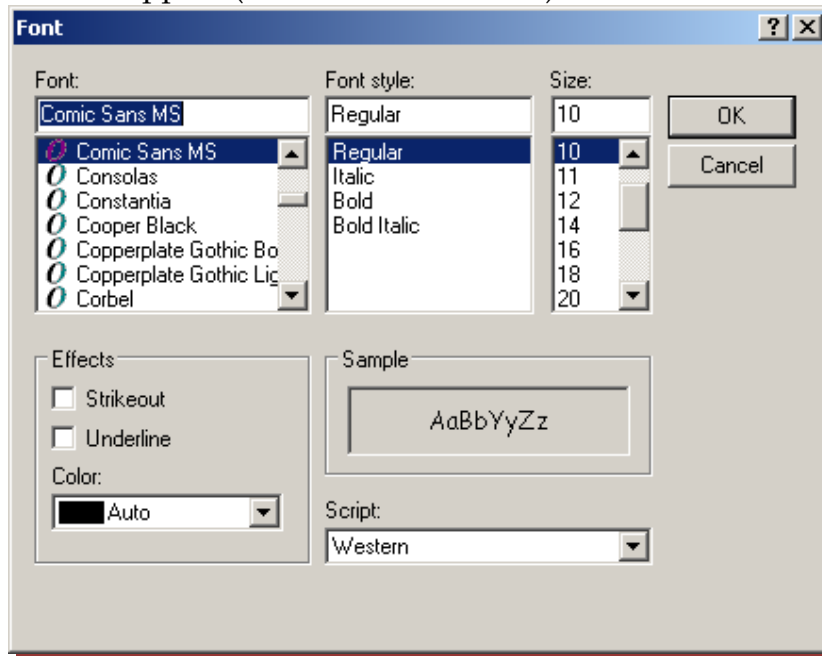 Font
Font:
Font style:
Size:
Comic Sans MS
Regular
10
OK
Cancel
Comic Sans MS
Consolas
Constantia
Cooper Black
Copperplate Gothic Bo
Copperplate Gothic Lig
Corbel
Regular
Italic
Bold
Bold Italic
10
11
12
14
16
18
20
Effects
Strikeout
Underline
Color:
Auto
Sample
AaBbYyZz
Script:
Western